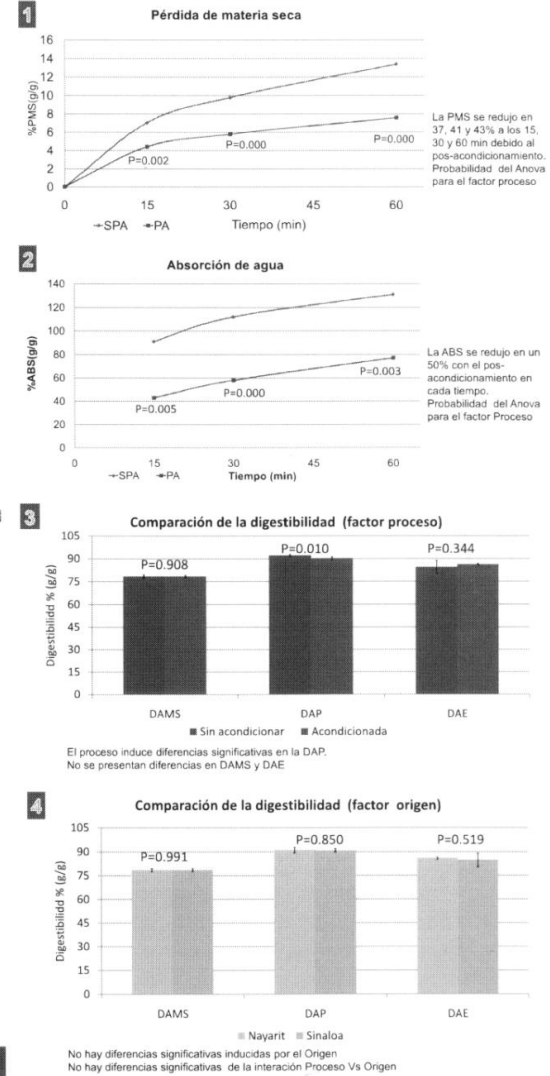 1
Pérdida de materia seca
16
14
12
10
8
6
4
2
0
%PMS(g/g)
P=0.002
P=0.000
P=0.000
0
15
30
45
60
SPA PA Tiempo (min)
La PMS se redujo en
37, 41 y 43% a los 15,
30 y 60 min debido al
pos-acondicionamiento.
Probabilidad del Anova
para el factor proceso
2
Absorción de agua
140
120
100
80
60
40
20
0
%ABS(g/g)
P=0.005
P=0.000
P=0.003
0
15
30
45
60
SPA PA Tiempo (min)
La ABS se redujo en un
50% con el pos-
acondicionamiento en
cada tiempo.
Probabilidad del Anova
para el factor Proceso
3
Comparación de la digestibilidad (factor proceso)
105
90
75
60
45
30
15
0
Digestibilidd % (g/g)
P=0.908
P=0.010
P=0.344
DAMS
DAP
DAE
Sin acondicionar Acondicionada
El proceso induce diferencias significativas en la DAP.
No se presentan diferencias en DAMS y DAE
4
Comparación de la digestibilidad (factor origen)
105
90
75
60
45
30
15
0
Digestibilidd % (g/g)
P=0.991
P=0.850
P=0.519
DAMS
DAP
DAE
Nayarit Sinaloa
No hay diferencias significativas inducidas por el Origen
No hay diferencias significativas de la interación Proceso Vs Origen